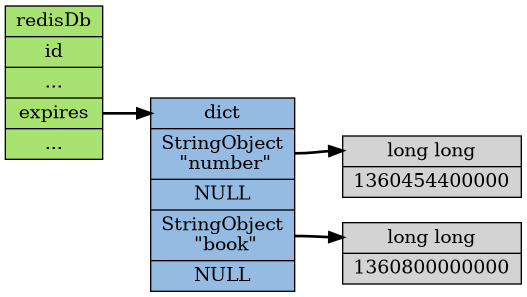 redisDb
id
...
expires
...
dict
StringObject
"number"
NULL
StringObject
"book"
NULL
long long
1360454400000
long long
1360800000000